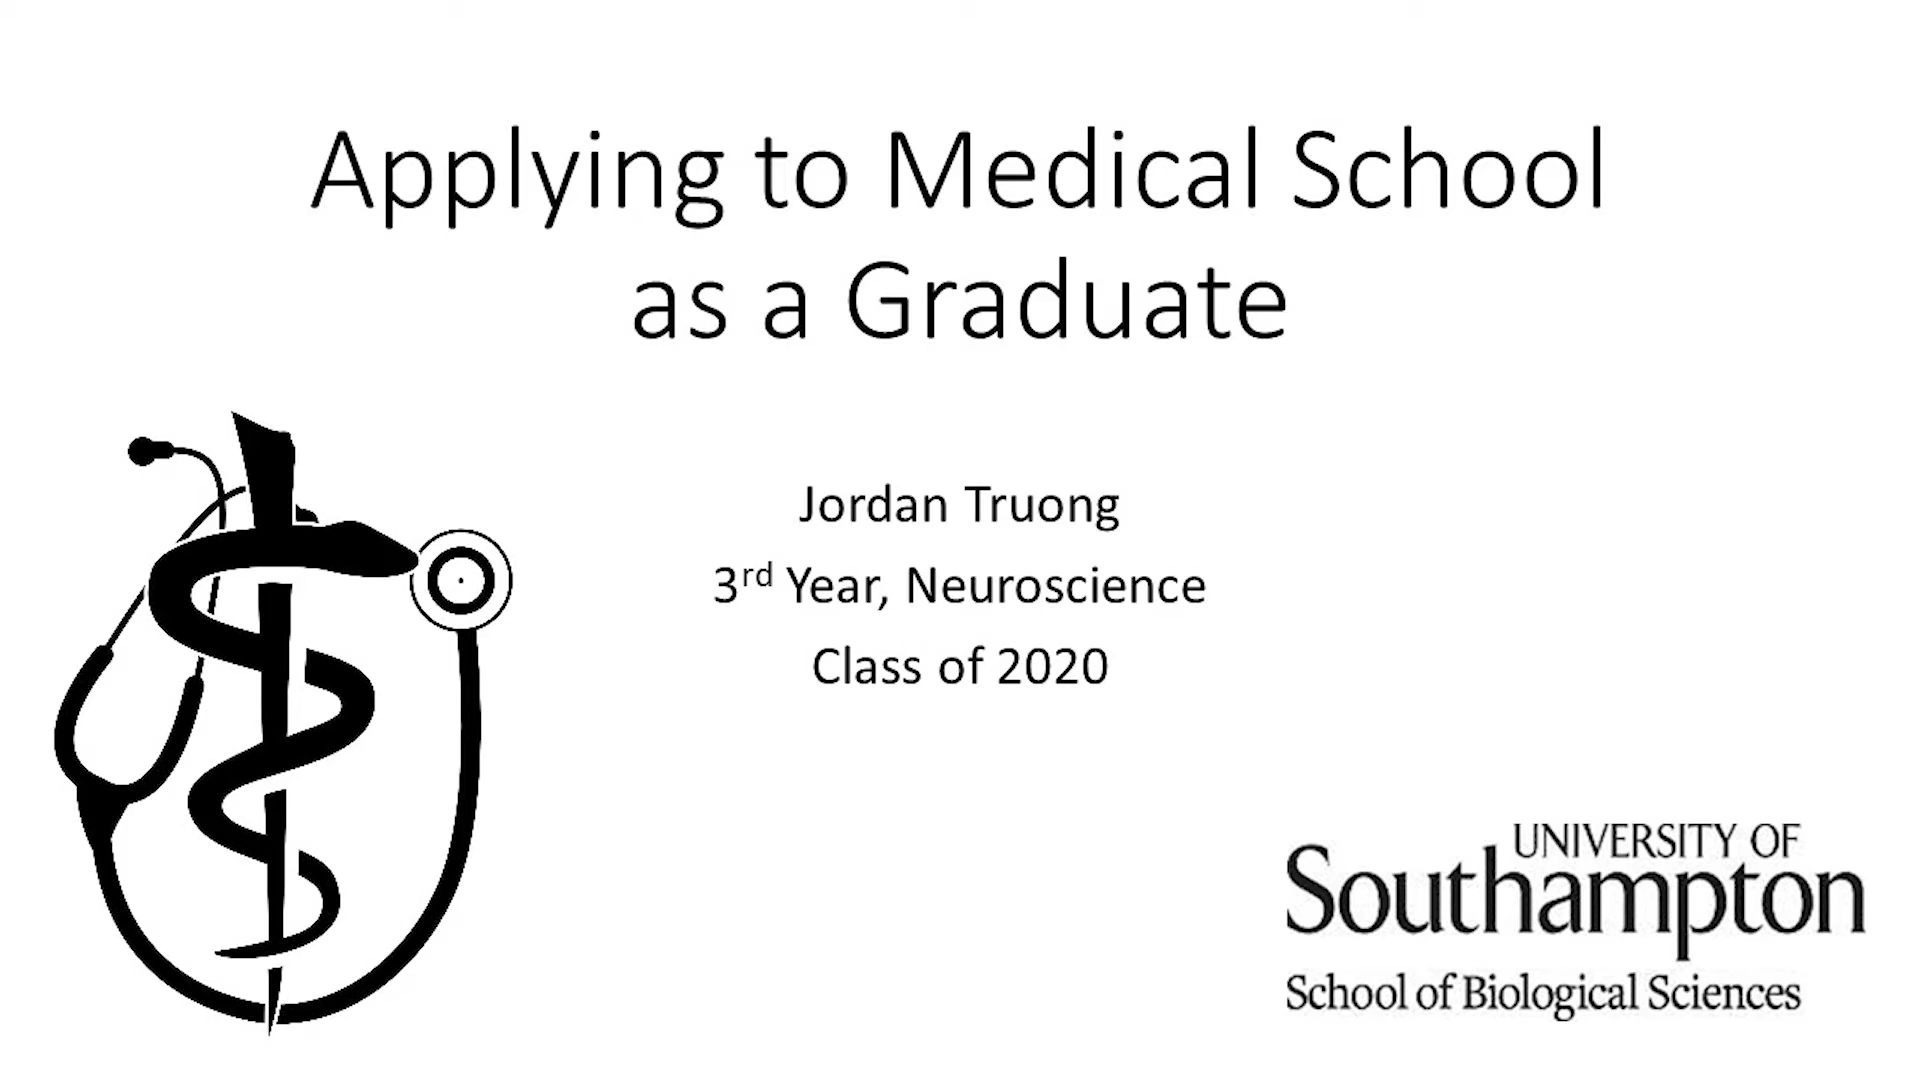 Applying to Medical School
as a Graduate
Jordan Truong
3rd Year, Neuroscience
Class of 2020
UNIVERSITY OF
Southampton
School of Biological Sciences